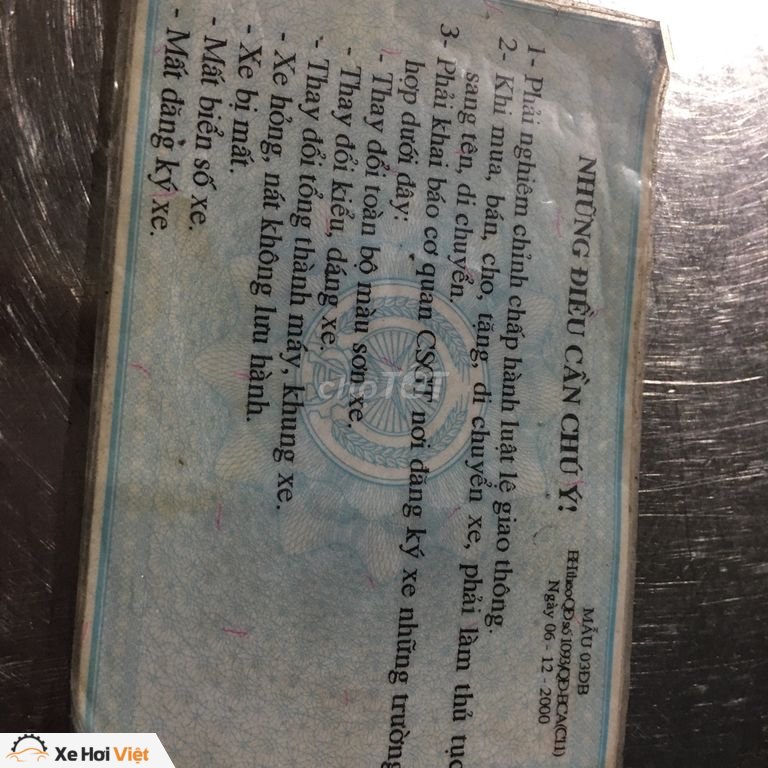 MẪU 03ĐB
BH theo QĐ số 1093/QĐ-BCA(C11)
Ngày 06 - 12 - 2000
NHỮNG ĐIỀU CẦN CHÚ Ý!
1- Phải nghiêm chỉnh chấp hành luật lệ giao thông.
2- Khi mua, bán, cho, tặng, di chuyển xe, phải làm thủ tục
sang tên, di chuyển.
3- Phải khai báo cơ quan CSGT nơi đăng ký xe những trường
hợp dưới đây:
- Thay đổi toàn bộ màu sơn xe.
- Thay đổi kiểu, dáng xe.
- Thay đổi tổng thành máy, khung xe.
- Xe hỏng, nát không lưu hành.
- Xe bị mất.
- Mất biển số xe.
- Mất đăng ký xe.
choTOT
Xe Hơi Việt